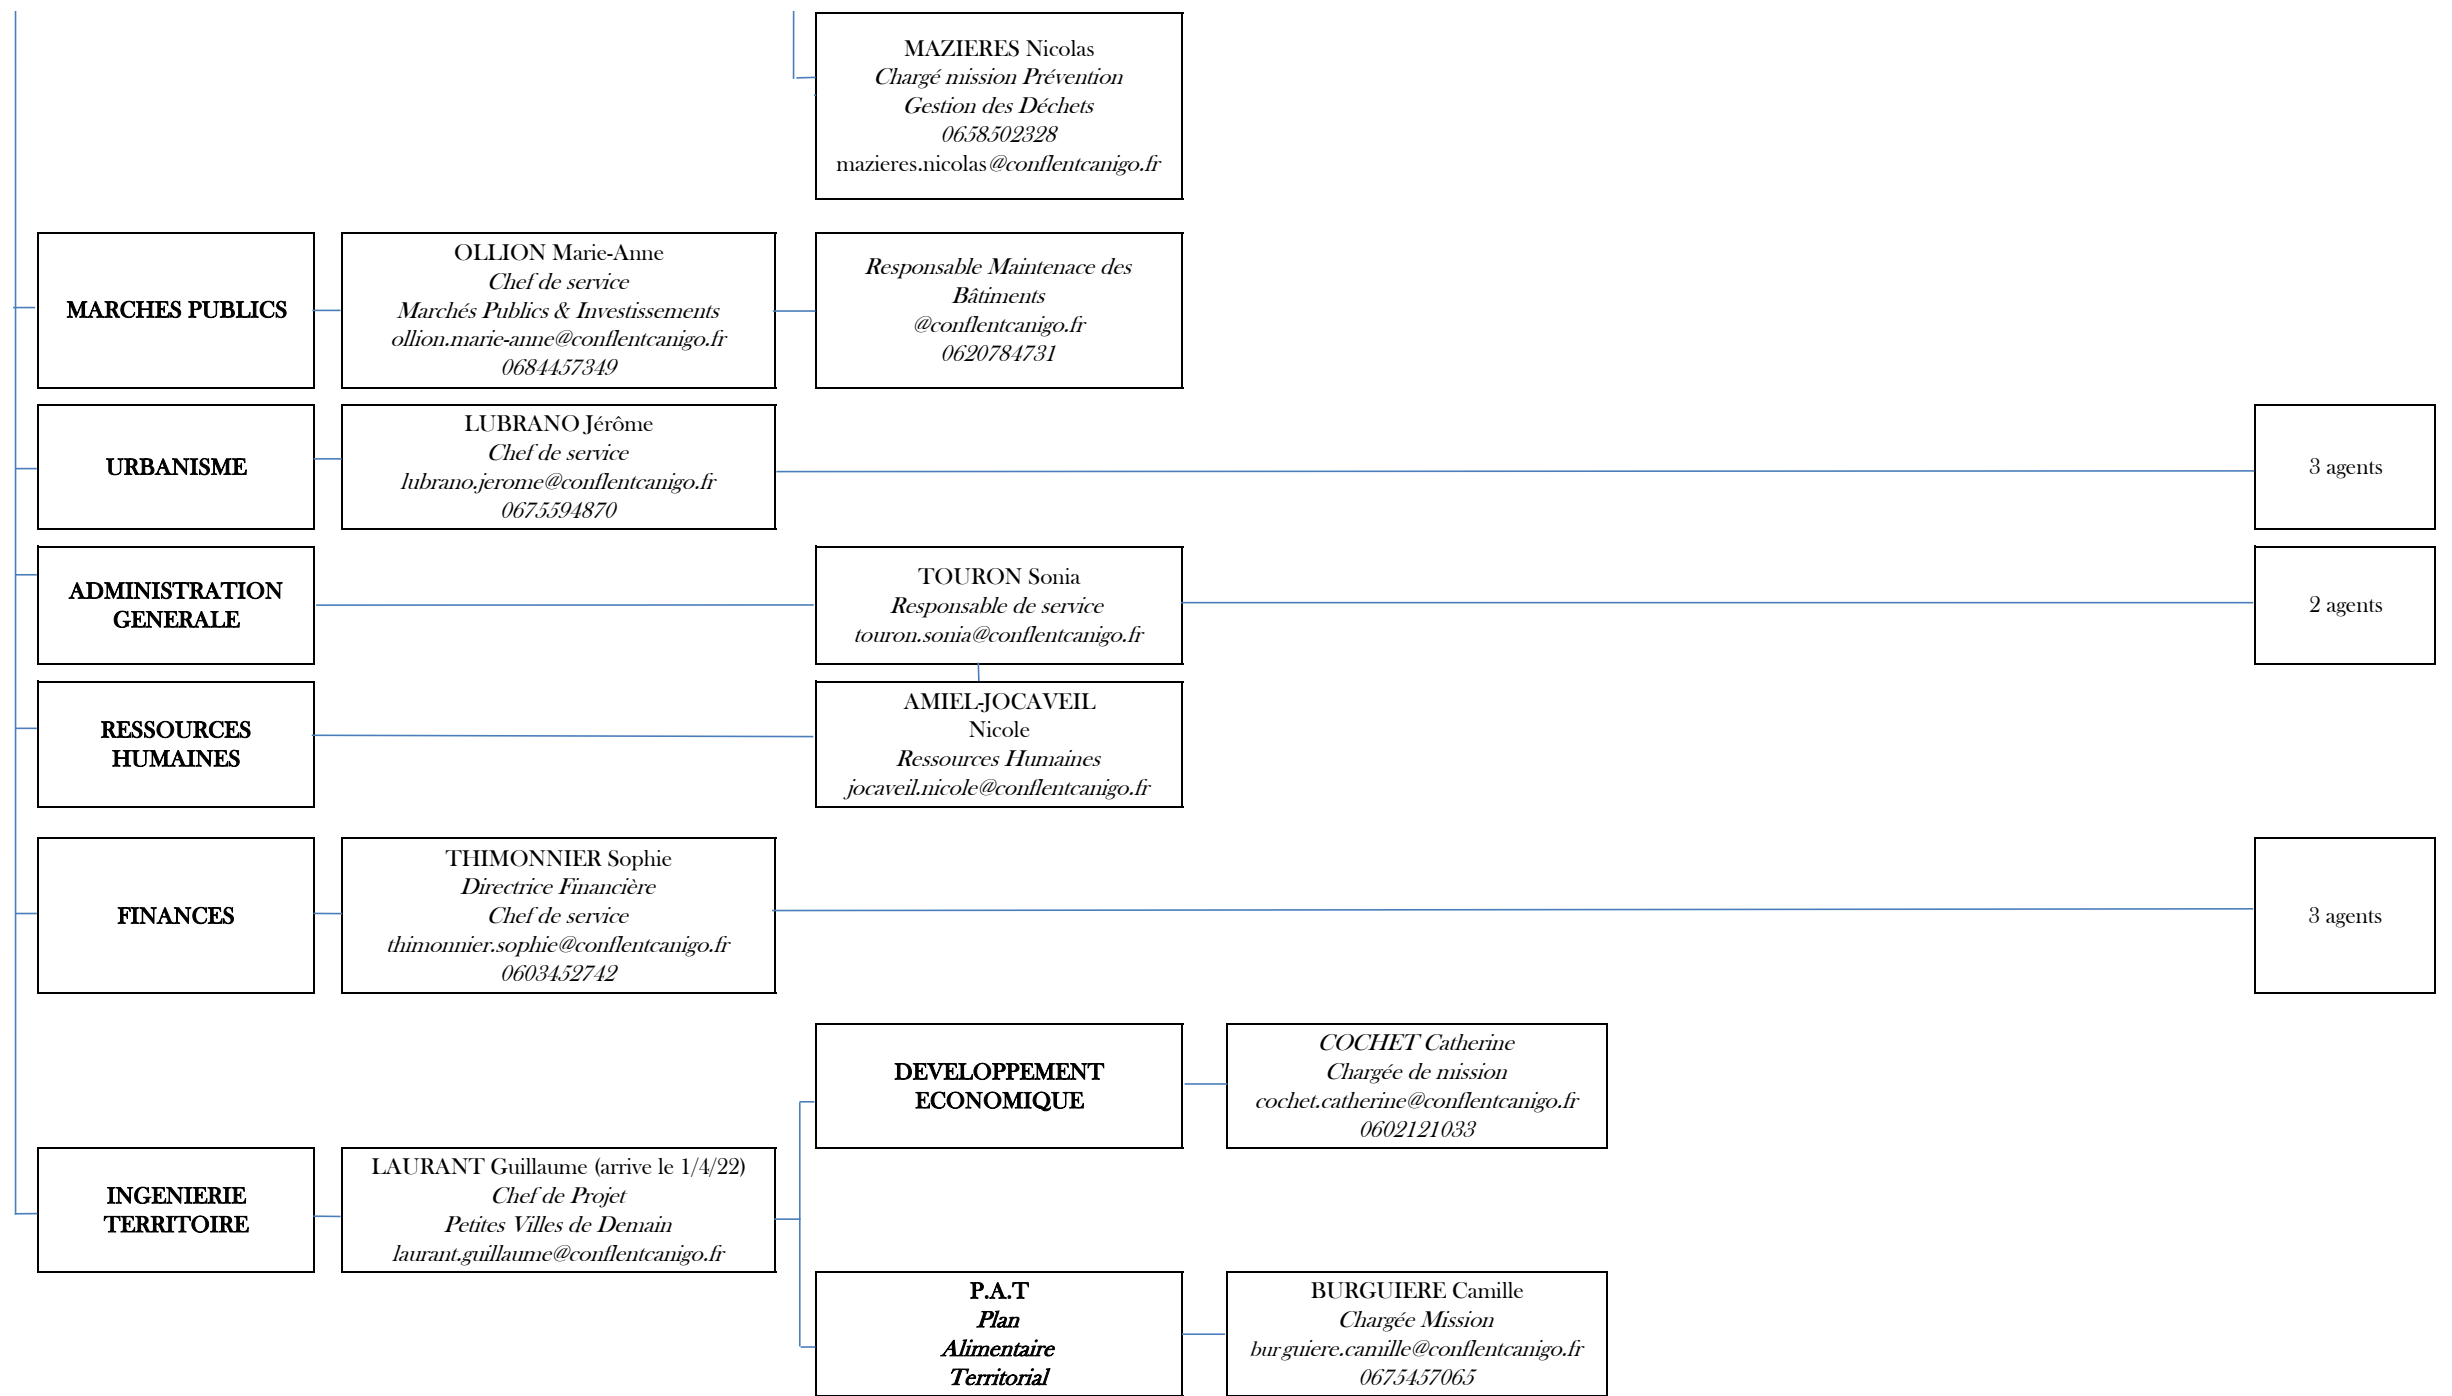 MAZIERES Nicolas
Chargé mission Prévention
Gestion des Déchets
0658502328
mazieres.nicolas@conflentcanigo.fr
MARCHES PUBLICS
OLLION Marie-Anne
Chef de service
Marchés Publics & Investissements
ollion.marie-anne@conflentcanigo.fr
0684457349
Responsable Maintenace des
Bâtiments
@conflentcanigo.fr
0620784731
URBANISME
LUBRANO Jérôme
Chef de service
lubrano.jerome@conflentcanigo.fr
0675594870
3 agents
ADMINISTRATION
GENERALE
TOURON Sonia
Responsable de service
touron.sonia@conflentcanigo.fr
2 agents
RESSOURCES
HUMAINES
AMIEL-JOCAVEIL
Nicole
Ressources Humaines
jocaveil.nicole@conflentcanigo.fr
FINANCES
THIMONNIER Sophie
Directrice Financière
Chef de service
thimonnier.sophie@conflentcanigo.fr
0603452742
3 agents
DEVELOPPEMENT
ECONOMIQUE
COCHET Catherine
Chargée de mission
cochet.catherine@conflentcanigo.fr
0602121033
INGENIERIE
TERRITOIRE
LAURANT Guillaume (arrive le 1/4/22)
Chef de Projet
Petites Villes de Demain
laurant.guillaume@conflentcanigo.fr
P.A.T
Plan
Alimentaire
Territorial
BURGUIERE Camille
Chargée Mission
burguiere.camille@conflentcanigo.fr
0675457065